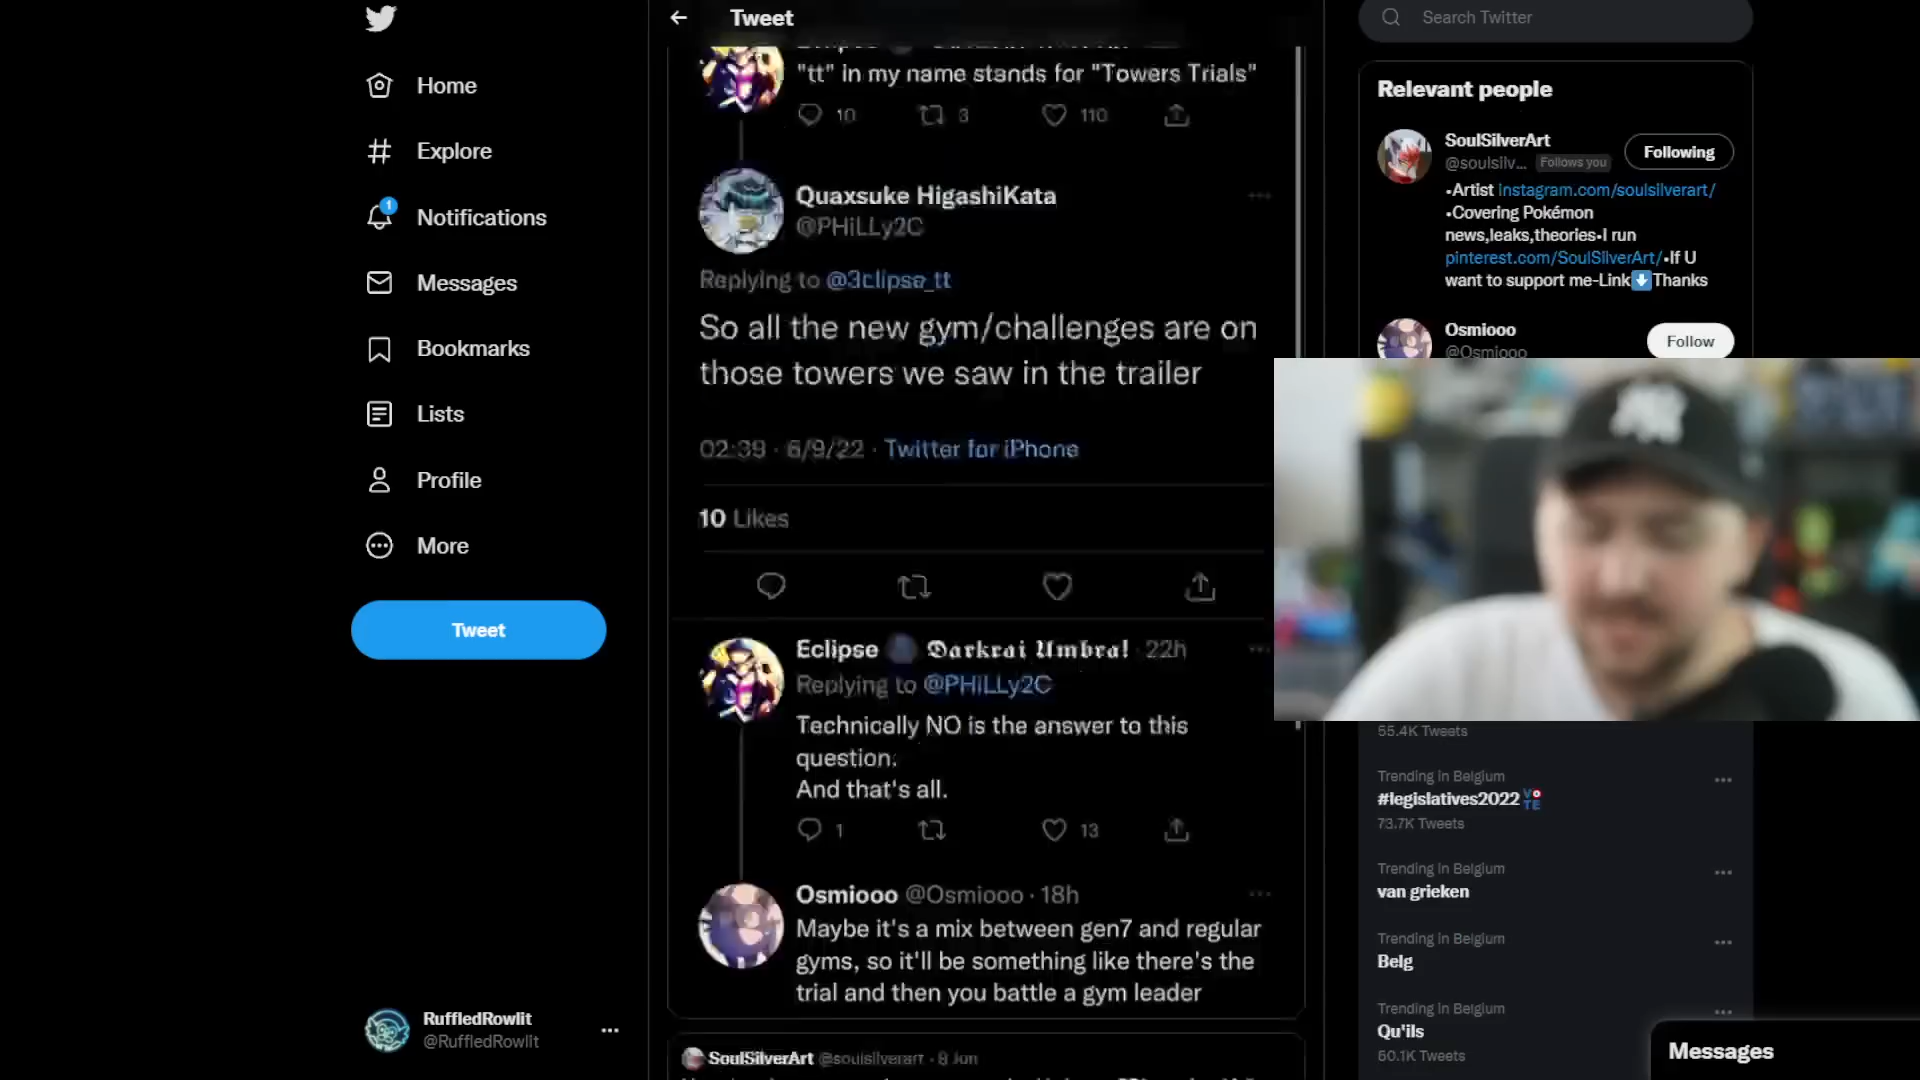 Home
Explore
1
Notifications
Messages
Bookmarks
Lists
Profile
More
Tweet
RuffledRowlit
@RuffledRowlit
Tweet
"tt" in my name stands for "Towers Trials"
10 3 110
Quaxsuke HigashiKata
@PHiLLy2C
Replying to @3clipse_tt
So all the new gym/challenges are on
those towers we saw in the trailer
02:39 · 6/9/22 · Twitter for iPhone
10 Likes
Eclipse 𝕯𝖆𝖗𝖐𝖗𝖆𝖎 𝖀𝖒𝖇𝖗𝖆! 22h
Replying to @PHiLLy2C
Technically NO is the answer to this
question.
And that's all.
1 13
Osmiooo @Osmiooo · 18h
Maybe it's a mix between gen7 and regular
gyms, so it'll be something like there's the
trial and then you battle a gym leader
SoulSilverArt @soulsilverart · 9 Jun
Search Twitter
Relevant people
SoulSilverArt
@soulsilv... Follows you
Following
•Artist instagram.com/soulsilverart/
•Covering Pokémon
news,leaks,theories•I run
pinterest.com/SoulSilverArt/•If U
want to support me-Link⬇Thanks
Osmiooo
@Osmiooo
Follow
55.4K Tweets
Trending in Belgium
#legislatives2022 VOTE
73.7K Tweets
Trending in Belgium
van grieken
Trending in Belgium
Belg
Trending in Belgium
Qu'ils
50.1K Tweets
Messages